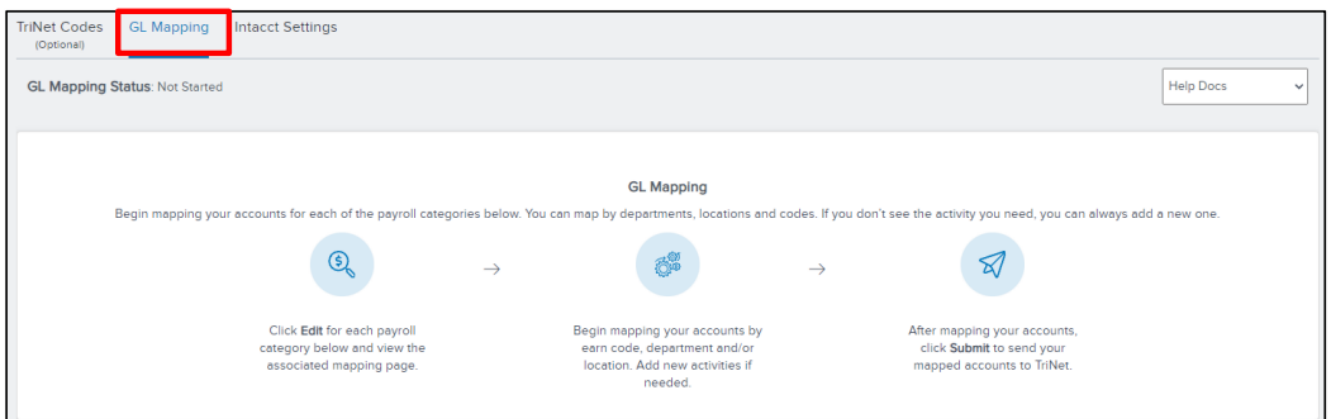 TriNet Codes GL Mapping Intacct Settings
(Optional)
GL Mapping Status: Not Started Help Docs
GL Mapping
Begin mapping your accounts for each of the payroll categories below. You can map by departments, locations and codes. If you don't see the activity you need, you can always add a new one.
Click Edit for each payroll
category below and view the
associated mapping page.
Begin mapping your accounts by
earn code, department and/or
location. Add new activities if
needed.
After mapping your accounts,
click Submit to send your
mapped accounts to TriNet.